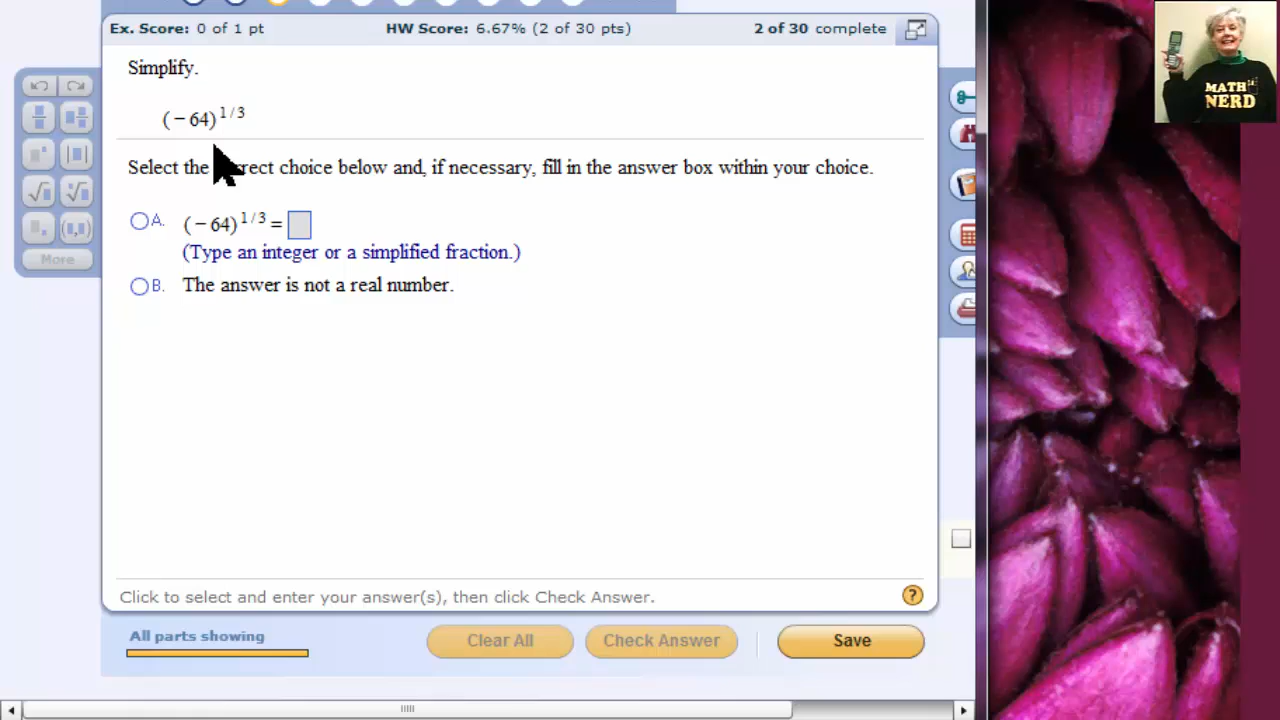 Ex. Score: 0 of 1 pt HW Score: 6.67% (2 of 30 pts) 2 of 30 complete
Simplify.
(−64)^1/3
Select the correct choice below and, if necessary, fill in the answer box within your choice.
A. (−64)^1/3 =
(Type an integer or a simplified fraction.)
B. The answer is not a real number.
More
Click to select and enter your answer(s), then click Check Answer.
?
All parts showing
Clear All Check Answer Save
MATH
NERD